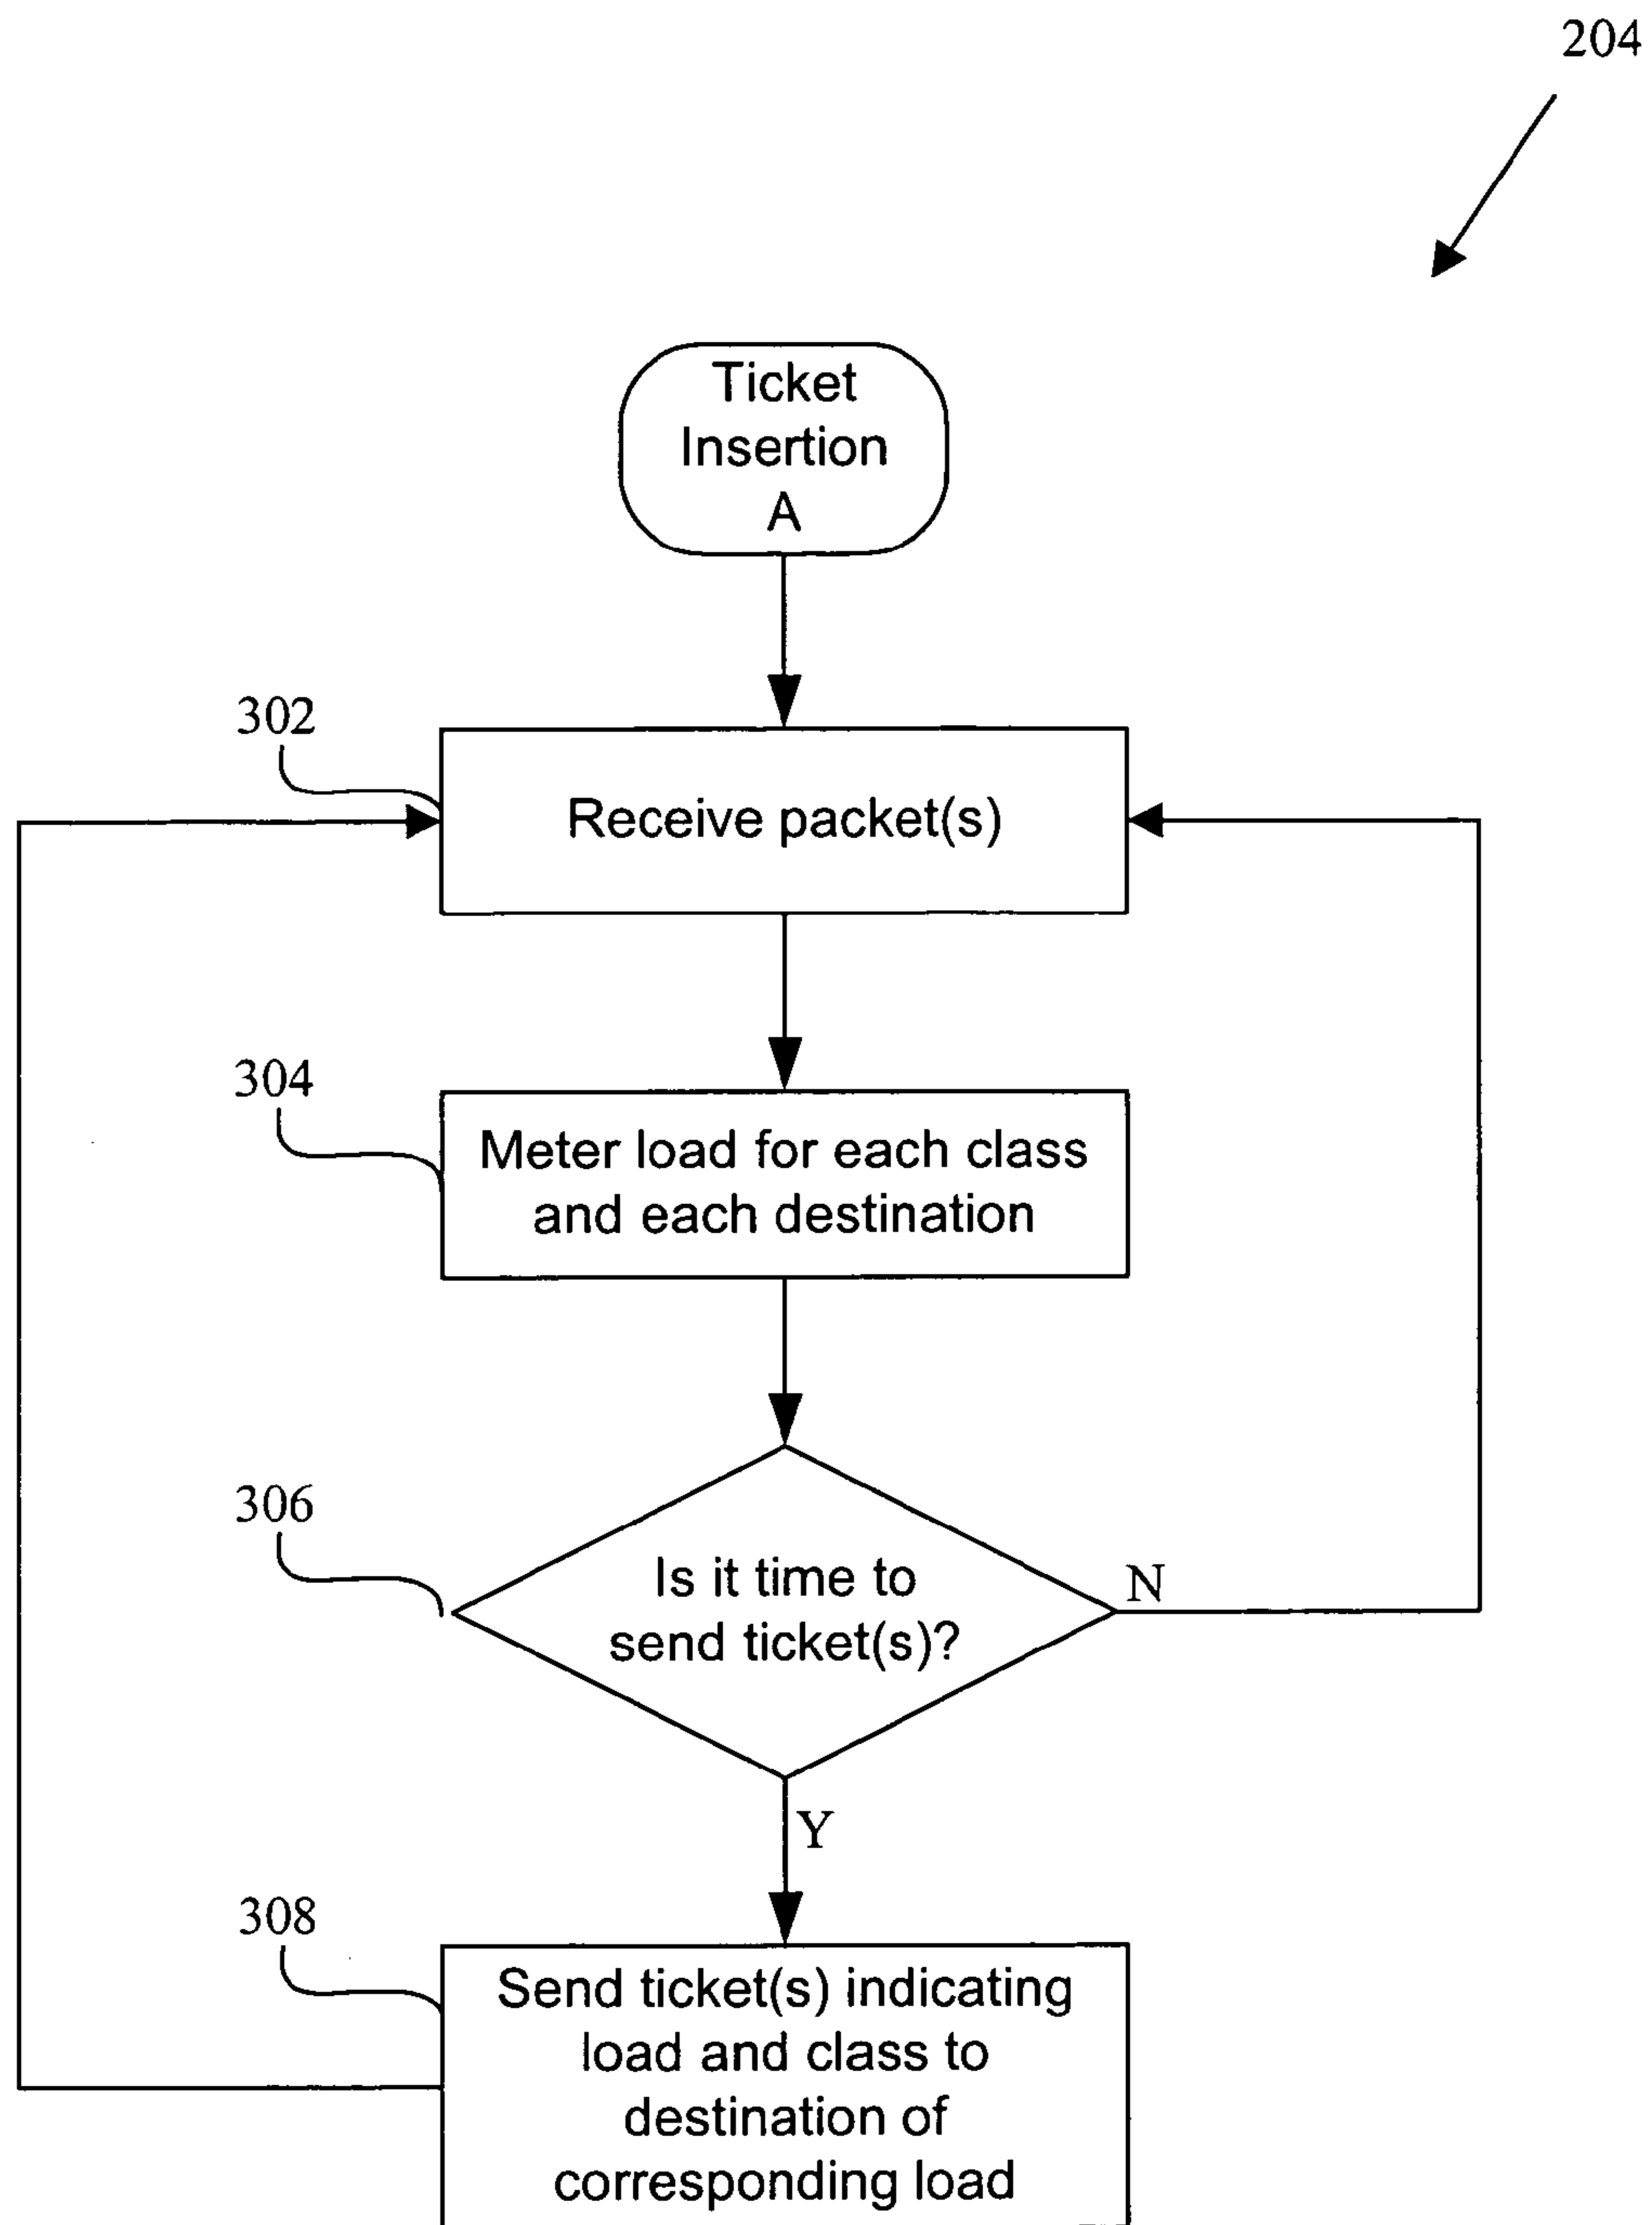 204
Ticket
Insertion
A
302
Receive packet(s)
304
Meter load for each class
and each destination
306
Is it time to
send ticket(s)?
N
Y
308
Send ticket(s) indicating
load and class to
destination of
corresponding load